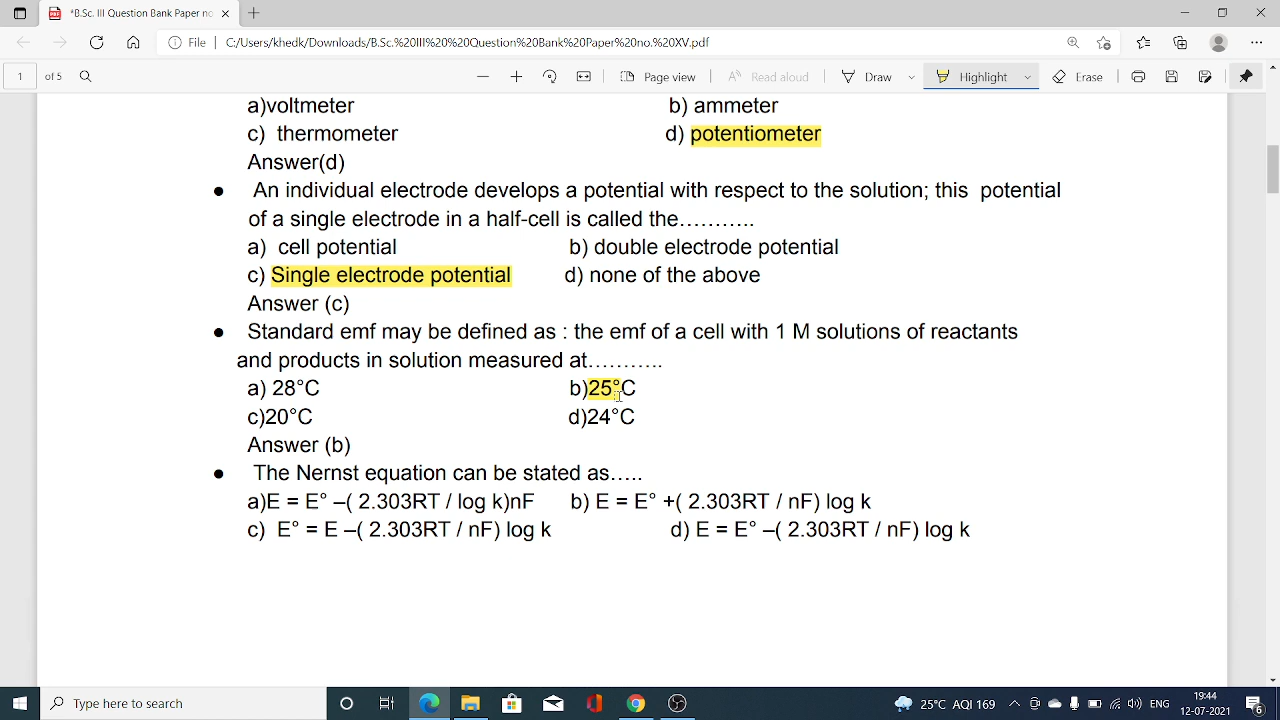 *B.Sc. III Question Bank Paper no
File
C:/Users/khedk/Downloads/B.Sc.%20III%20%20Question%20Bank%20Paper%20no.%20XV.pdf
1 of 5
Page view
Read aloud
Draw
Highlight
Erase
a)voltmeter b) ammeter
c) thermometer d) potentiometer
Answer(d)
● An individual electrode develops a potential with respect to the solution; this potential
of a single electrode in a half-cell is called the………..
a) cell potential b) double electrode potential
c) Single electrode potential d) none of the above
Answer (c)
● Standard emf may be defined as : the emf of a cell with 1 M solutions of reactants
and products in solution measured at………..
a) 28°C b)25°C
c)20°C d)24°C
Answer (b)
● The Nernst equation can be stated as…..
a)E = E° –( 2.303RT / log k)nF b) E = E° +( 2.303RT / nF) log k
c) E° = E –( 2.303RT / nF) log k d) E = E° –( 2.303RT / nF) log k
Type here to search
25°C AQI 169
ENG
19:44
12-07-2021
6